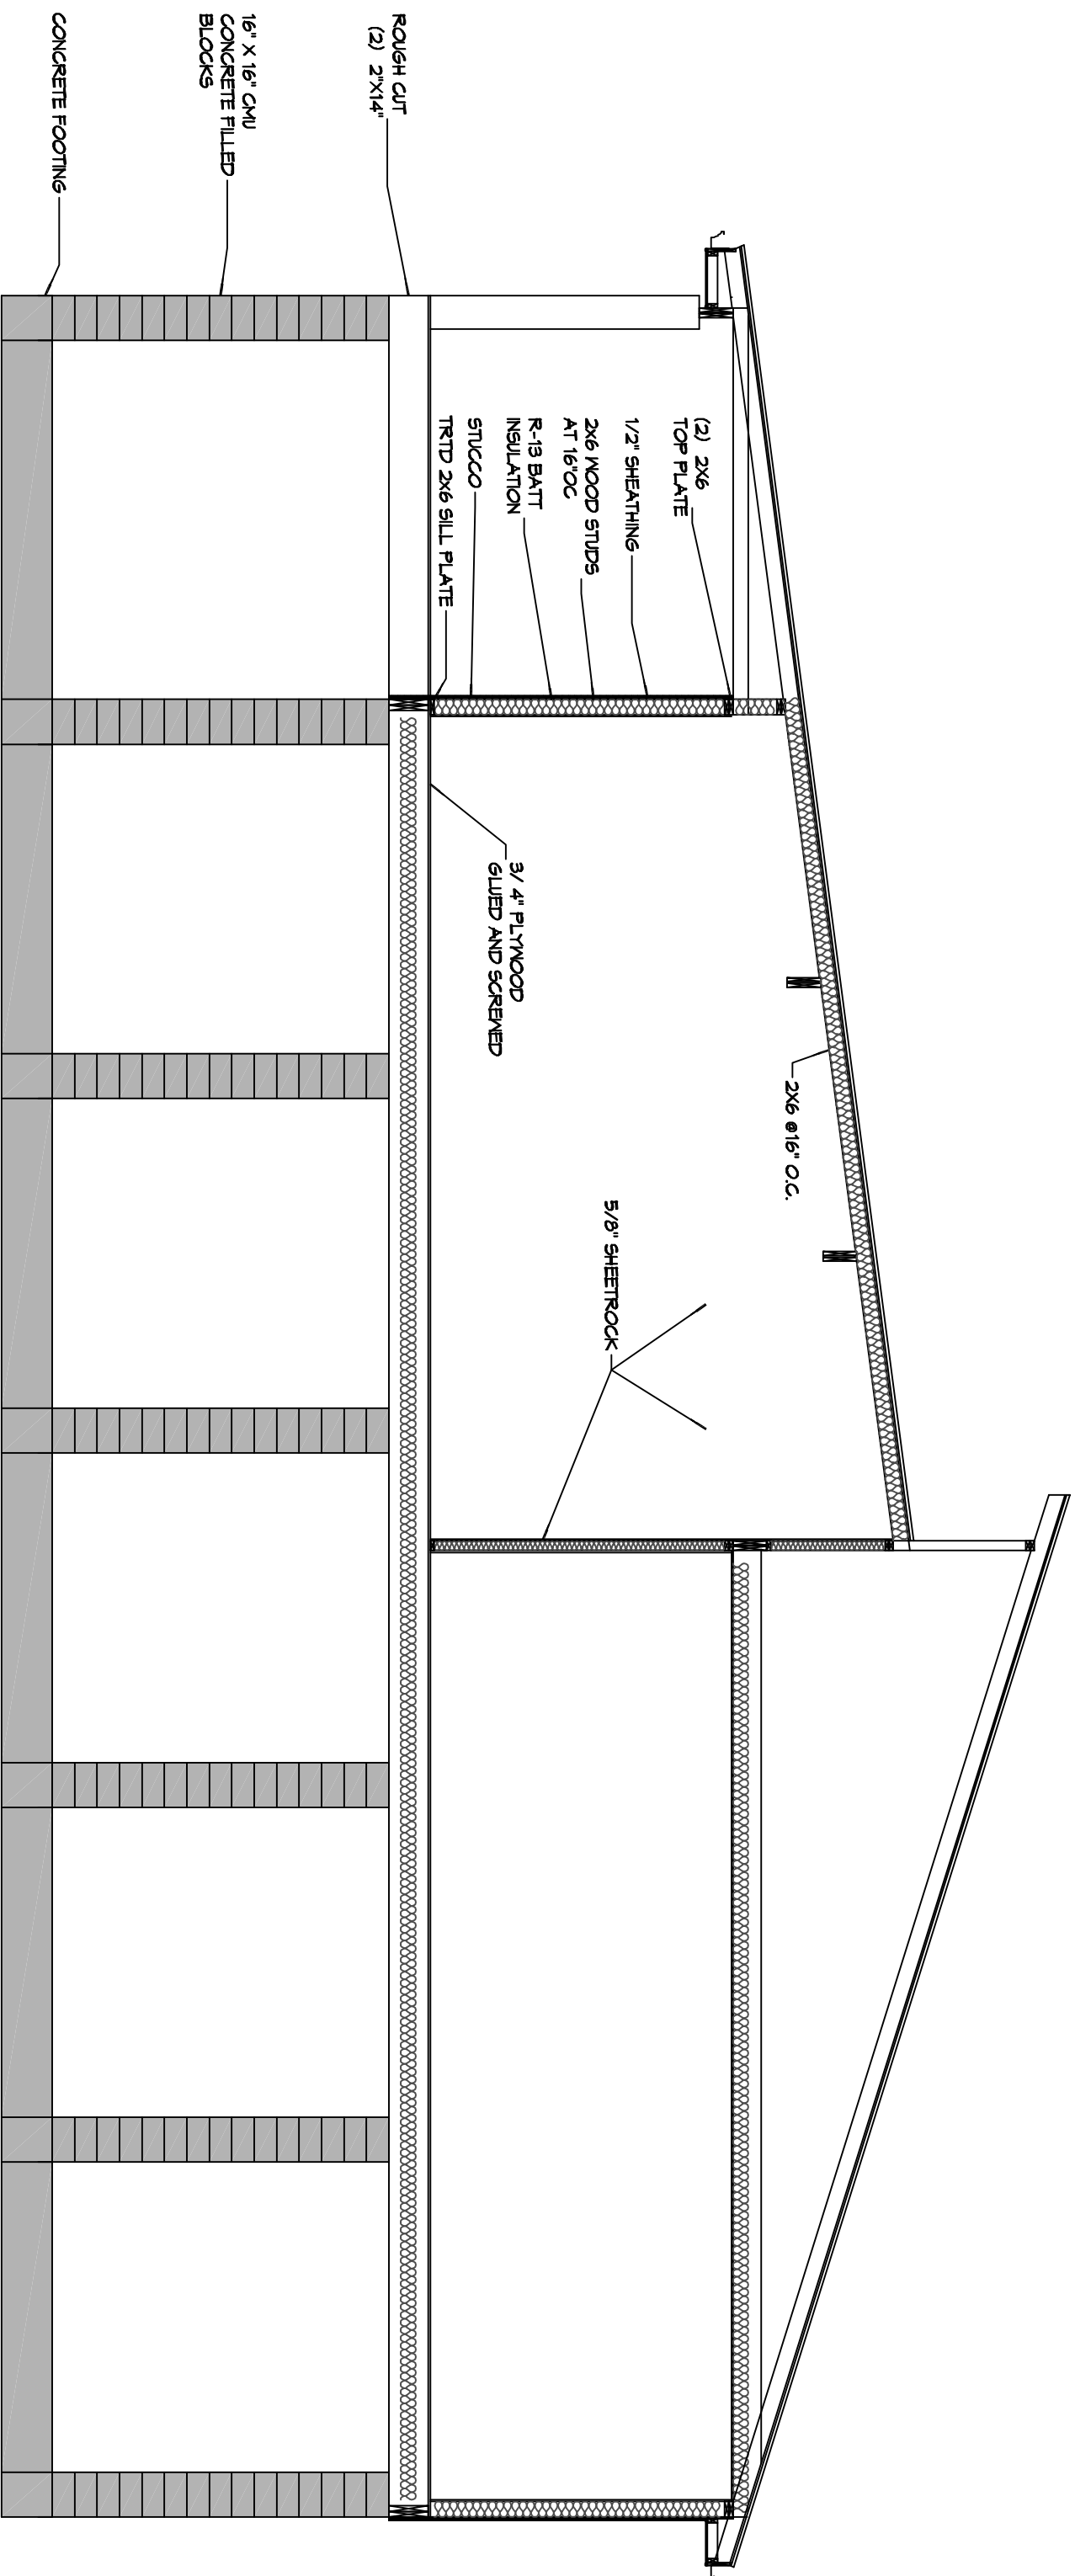 (2) 2X6
TOP PLATE
1/2" SHEATHING
2X6 WOOD STUDS
AT 16"OC
R-13 BATT
INSULATION
STUCCO
TRTD 2X6 SILL PLATE
2X6 @16" O.C.
5/8" SHEETROCK
3/4" PLYWOOD
GLUED AND SCREWED
ROUGH CUT
(2) 2"X14"
16" X 16" CMU
CONCRETE FILLED
BLOCKS
CONCRETE FOOTING